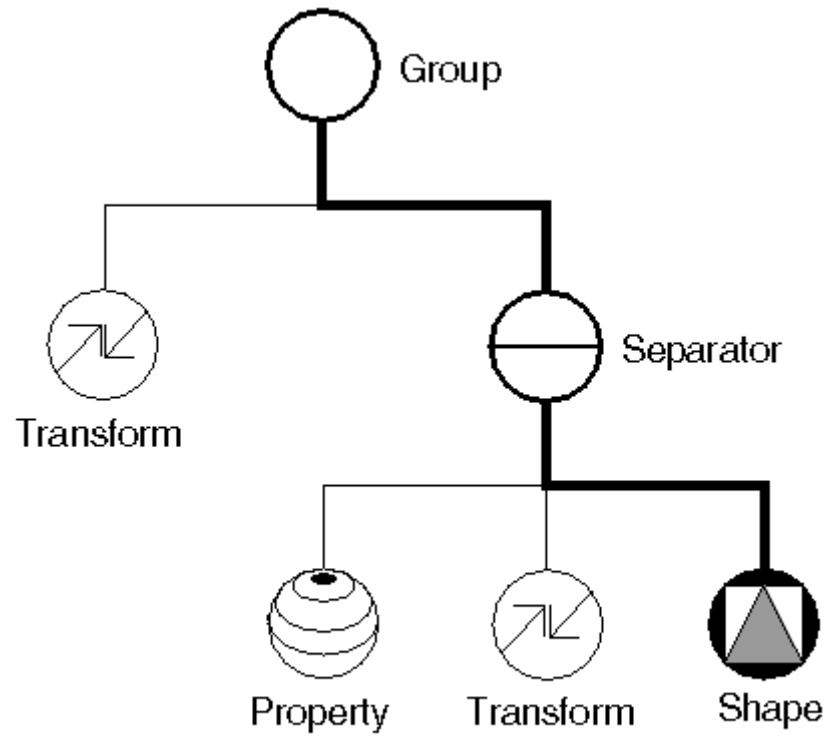 Group
Separator
Transform
Property
Transform
Shape